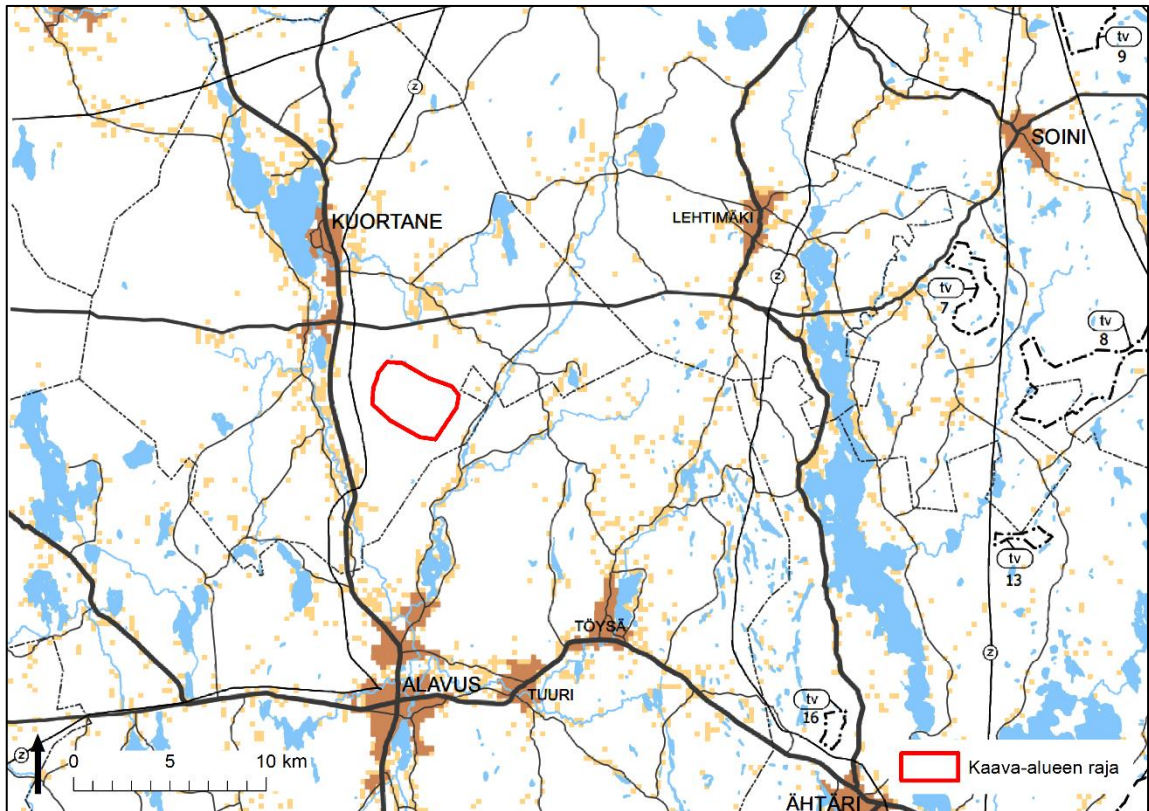 tv
9
z
SOINI
LEHTIMÄKI
KUORTANE
z
tv
7
tv
8
tv
13
TÖYSÄ
z
ALAVUS
TUURI
tv
16
z
0 5 10 km
Kaava-alueen raja
ÄHTÄRI